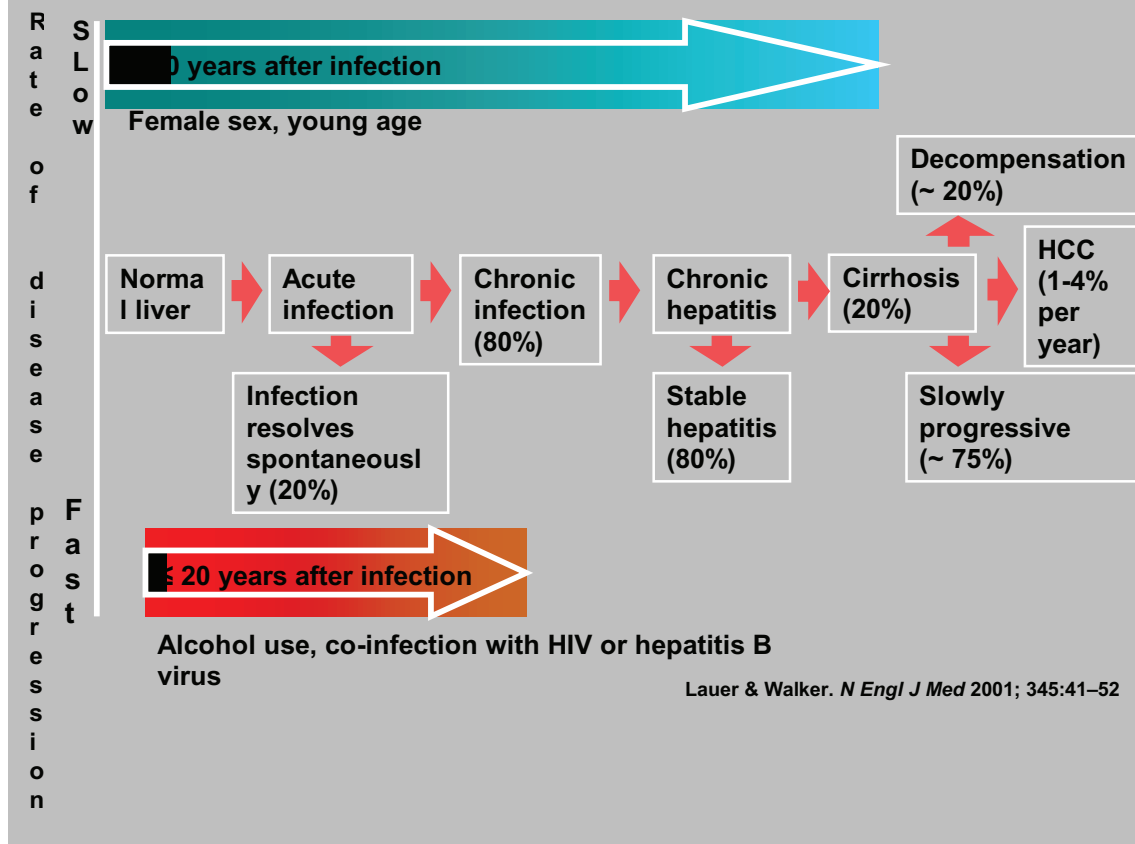 Rate of disease progression
SLow
0 years after infection
Female sex, young age
Decompensation
(~ 20%)
Norma
l liver
Acute
infection
Chronic
infection
(80%)
Chronic
hepatitis
Cirrhosis
(20%)
HCC
(1-4%
per
year)
Infection
resolves
spontaneousl
y (20%)
Stable
hepatitis
(80%)
Slowly
progressive
(~ 75%)
Fast
≤ 20 years after infection
Alcohol use, co-infection with HIV or hepatitis B
virus
Lauer & Walker. N Engl J Med 2001; 345:41–52